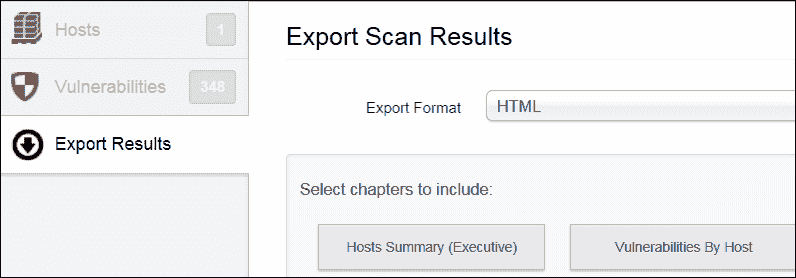 Hosts 1
Vulnerabilities 348
Export Results
Export Scan Results
Export Format HTML
Select chapters to include:
Hosts Summary (Executive) Vulnerabilities By Host